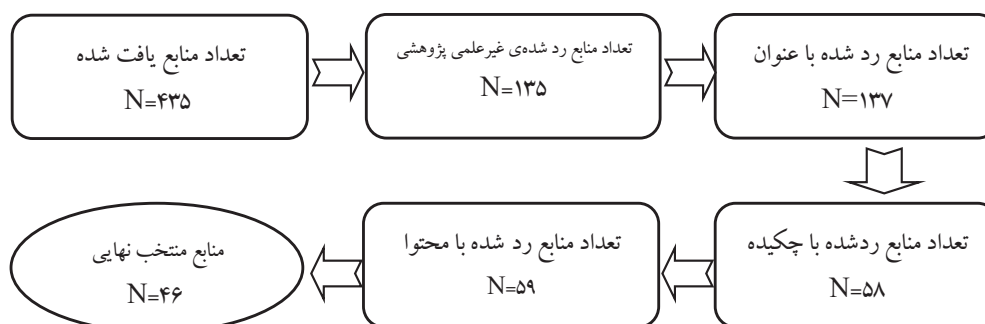 تعداد منابع یافت شده
N=۴۳۵
تعداد منابع رد شده‌ی غیرعلمی پژوهشی
N=۱۳۵
تعداد منابع رد شده با عنوان
N=۱۳۷
تعداد منابع ردشده با چکیده
N=۵۸
تعداد منابع رد شده با محتوا
N=۵۹
منابع منتخب نهایی
N=۴۶